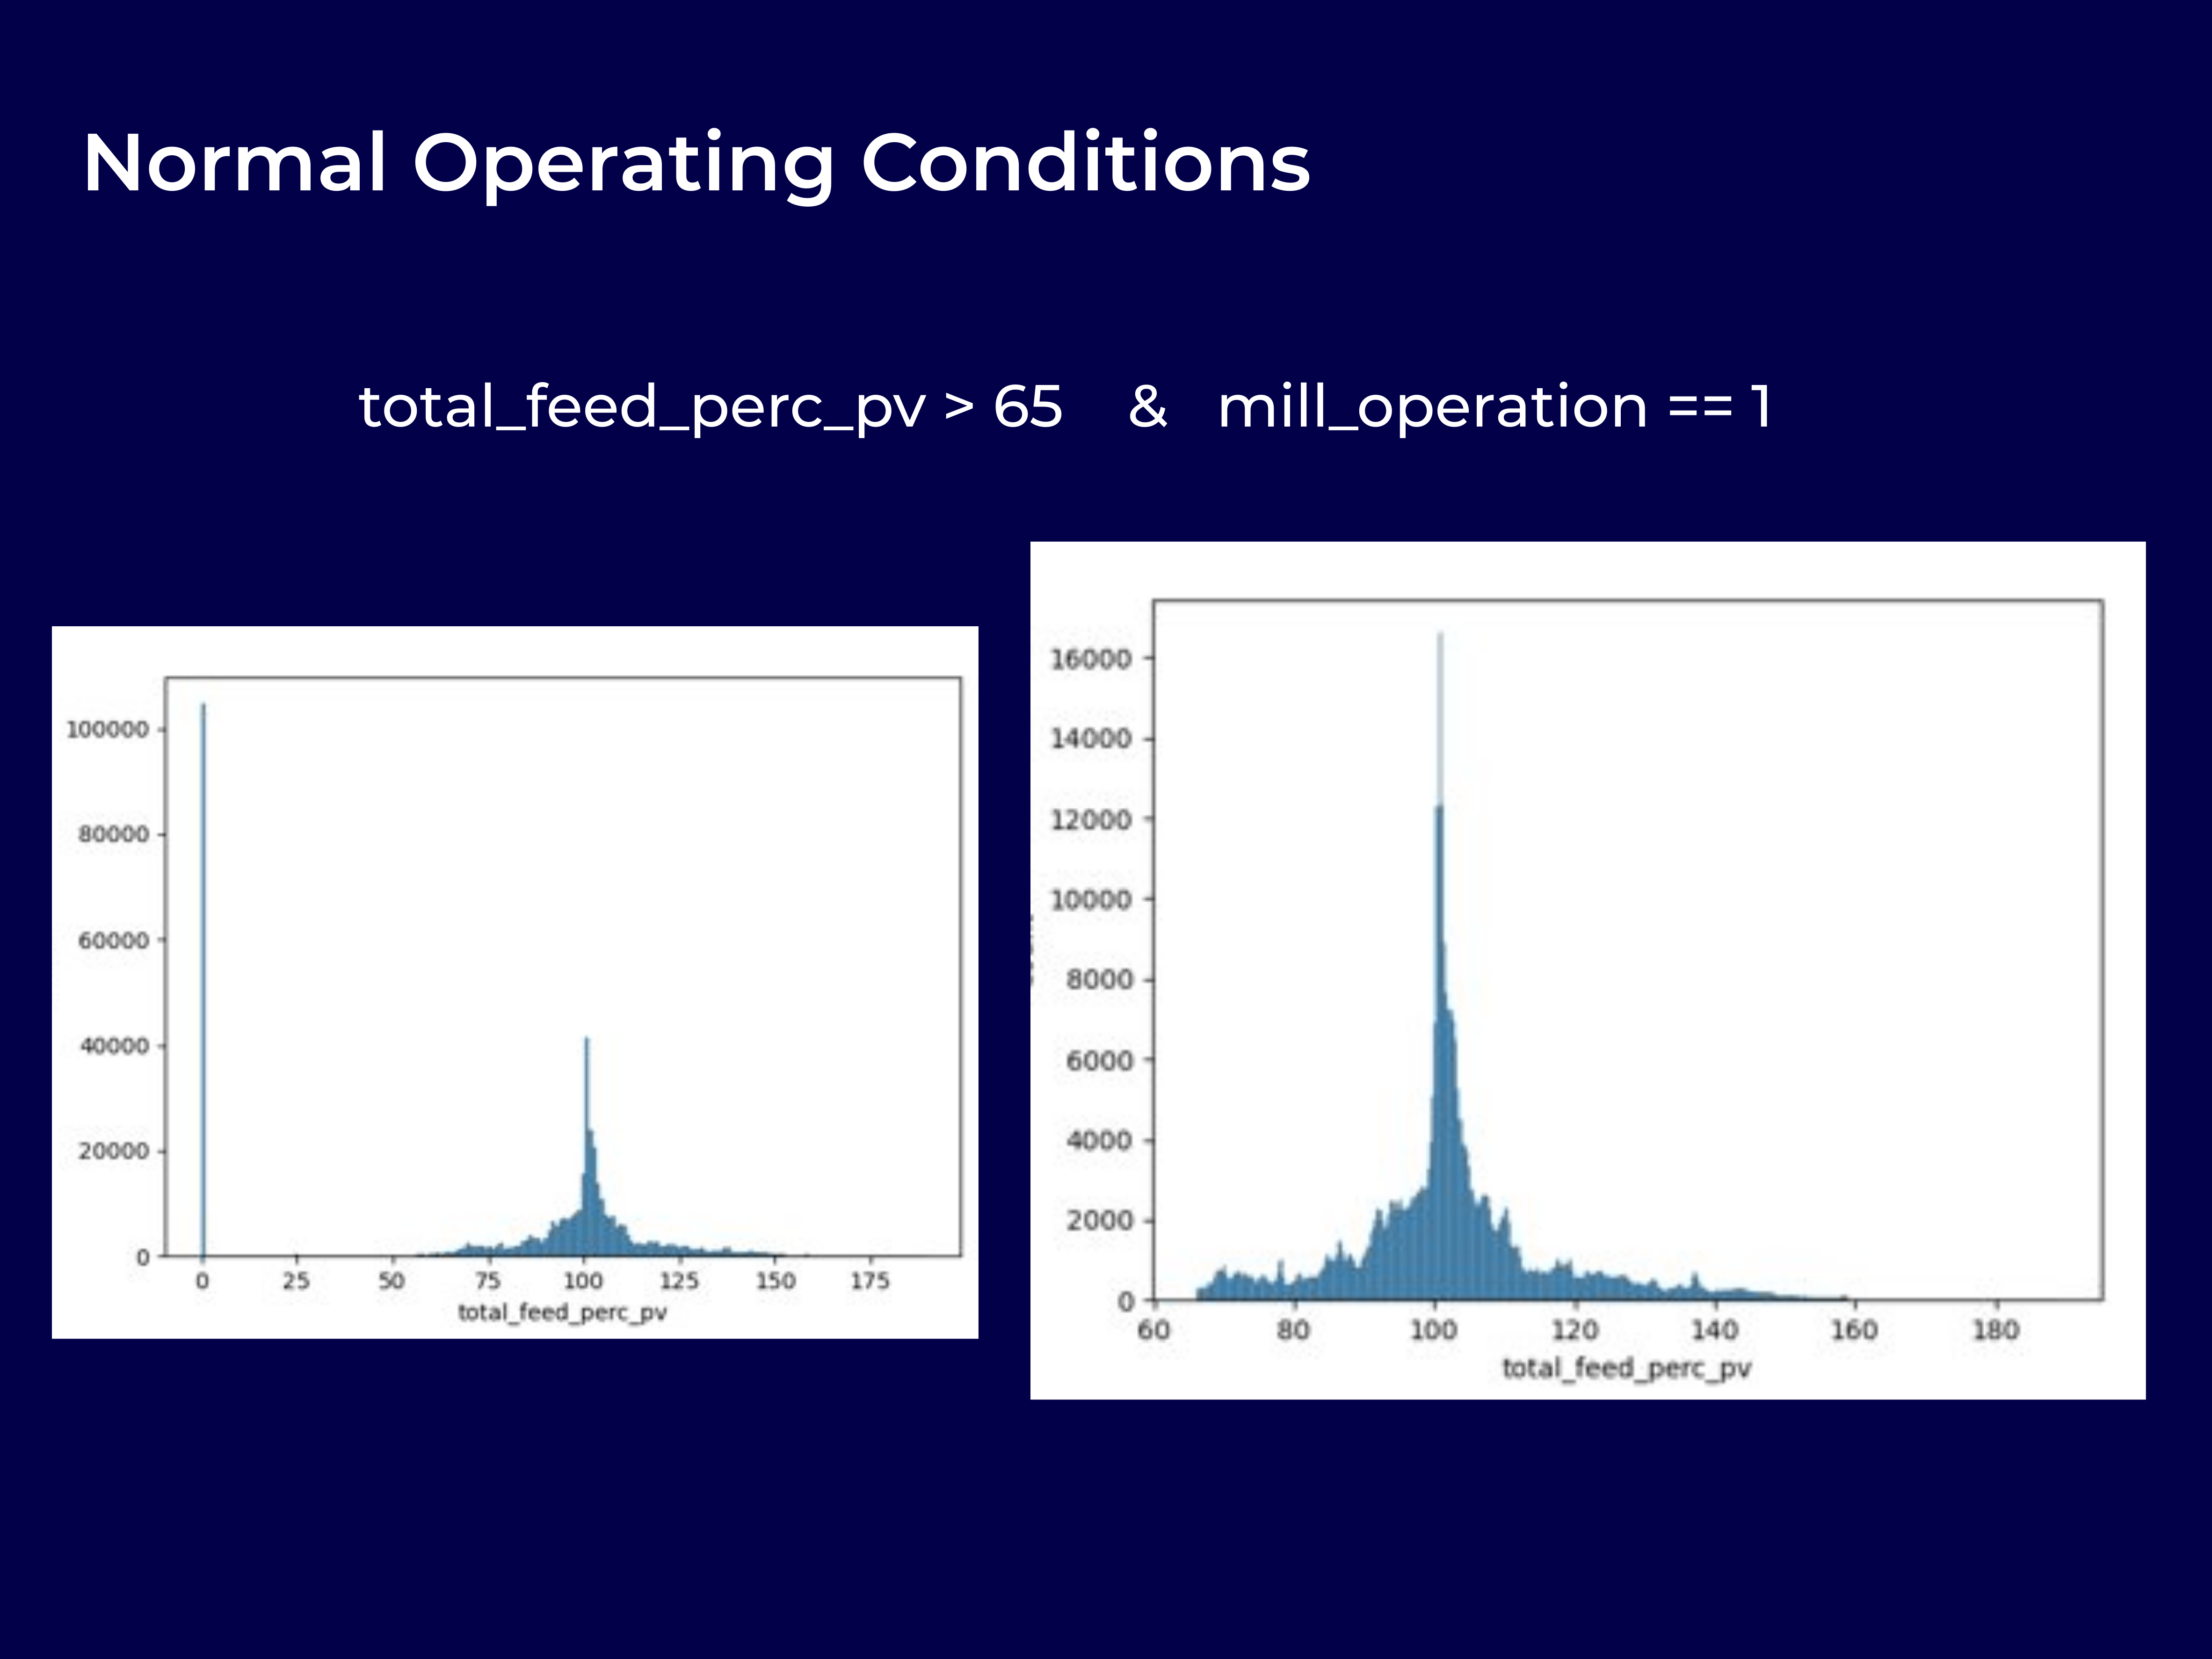 Normal Operating Conditions
total_feed_perc_pv > 65 & mill_operation == 1
100000
80000
60000
40000
20000
0
0 25 50 75 100 125 150 175
total_feed_perc_pv
16000
14000
12000
10000
8000
6000
4000
2000
0
60 80 100 120 140 160 180
total_feed_perc_pv